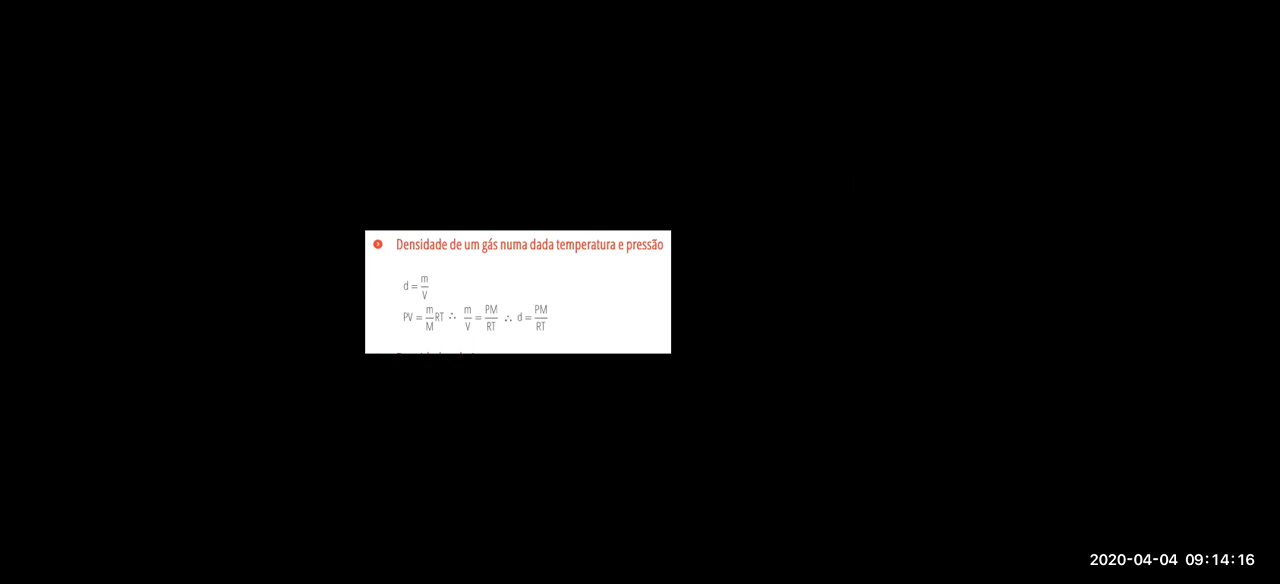 Densidade de um gás numa dada temperatura e pressão
d = m/V
PV = m/M RT ∴ m/V = PM/RT ∴ d = PM/RT
2020-04-04 09:14:16